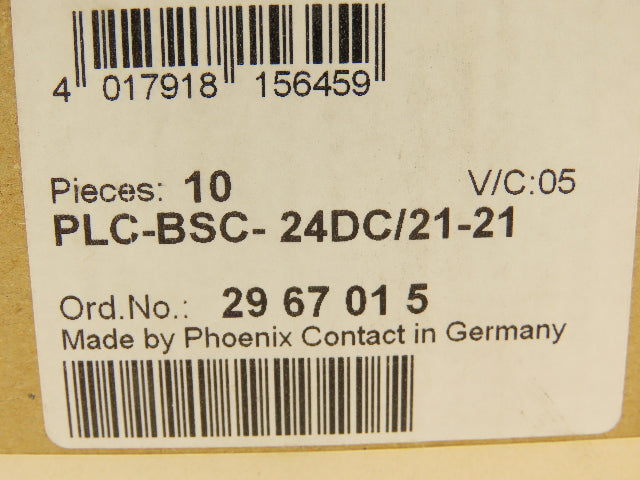 4 017918 156459
Pieces: 10 V/C:05
PLC-BSC- 24DC/21-21
Ord.No.: 29 67 01 5
Made by Phoenix Contact in Germany